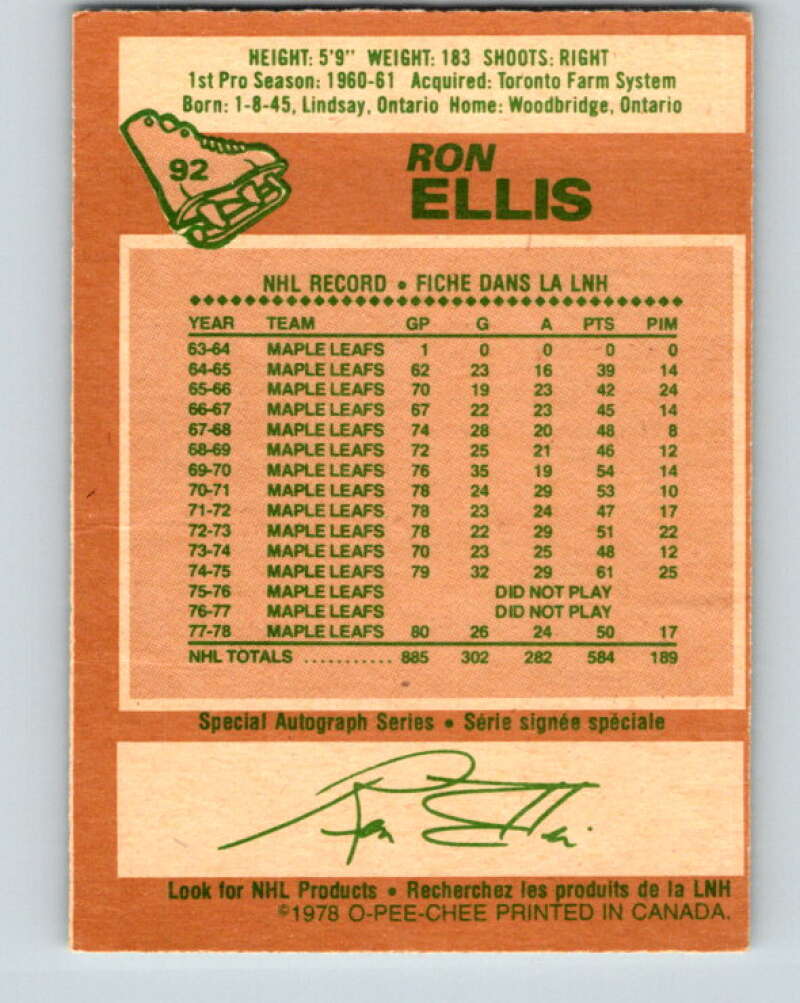 HEIGHT: 5'9" WEIGHT: 183 SHOOTS: RIGHT
1st Pro Season: 1960-61 Acquired: Toronto Farm System
Born: 1-8-45, Lindsay, Ontario Home: Woodbridge, Ontario
92
RON
ELLIS
NHL RECORD • FICHE DANS LA LNH
YEAR TEAM GP G A PTS PIM
63-64 MAPLE LEAFS 1 0 0 0 0
64-65 MAPLE LEAFS 62 23 16 39 14
65-66 MAPLE LEAFS 70 19 23 42 24
66-67 MAPLE LEAFS 67 22 23 45 14
67-68 MAPLE LEAFS 74 28 20 48 8
68-69 MAPLE LEAFS 72 25 21 46 12
69-70 MAPLE LEAFS 76 35 19 54 14
70-71 MAPLE LEAFS 78 24 29 53 10
71-72 MAPLE LEAFS 78 23 24 47 17
72-73 MAPLE LEAFS 78 22 29 51 22
73-74 MAPLE LEAFS 70 23 25 48 12
74-75 MAPLE LEAFS 79 32 29 61 25
75-76 MAPLE LEAFS DID NOT PLAY
76-77 MAPLE LEAFS DID NOT PLAY
77-78 MAPLE LEAFS 80 26 24 50 17
NHL TOTALS ........... 885 302 282 584 189
Special Autograph Series • Série signée spéciale
Ron Ellis
Look for NHL Products • Recherchez les produits de la LNH
©1978 O-PEE-CHEE PRINTED IN CANADA.